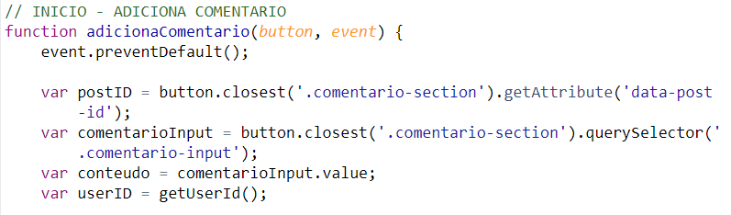 // INICIO - ADICIONA COMENTARIO
function adicionaComentario(button, event) {
    event.preventDefault();

    var postID = button.closest('.comentario-section').getAttribute('data-post
        -id');
    var comentarioInput = button.closest('.comentario-section').querySelector('
        .comentario-input');
    var conteudo = comentarioInput.value;
    var userID = getUserId();